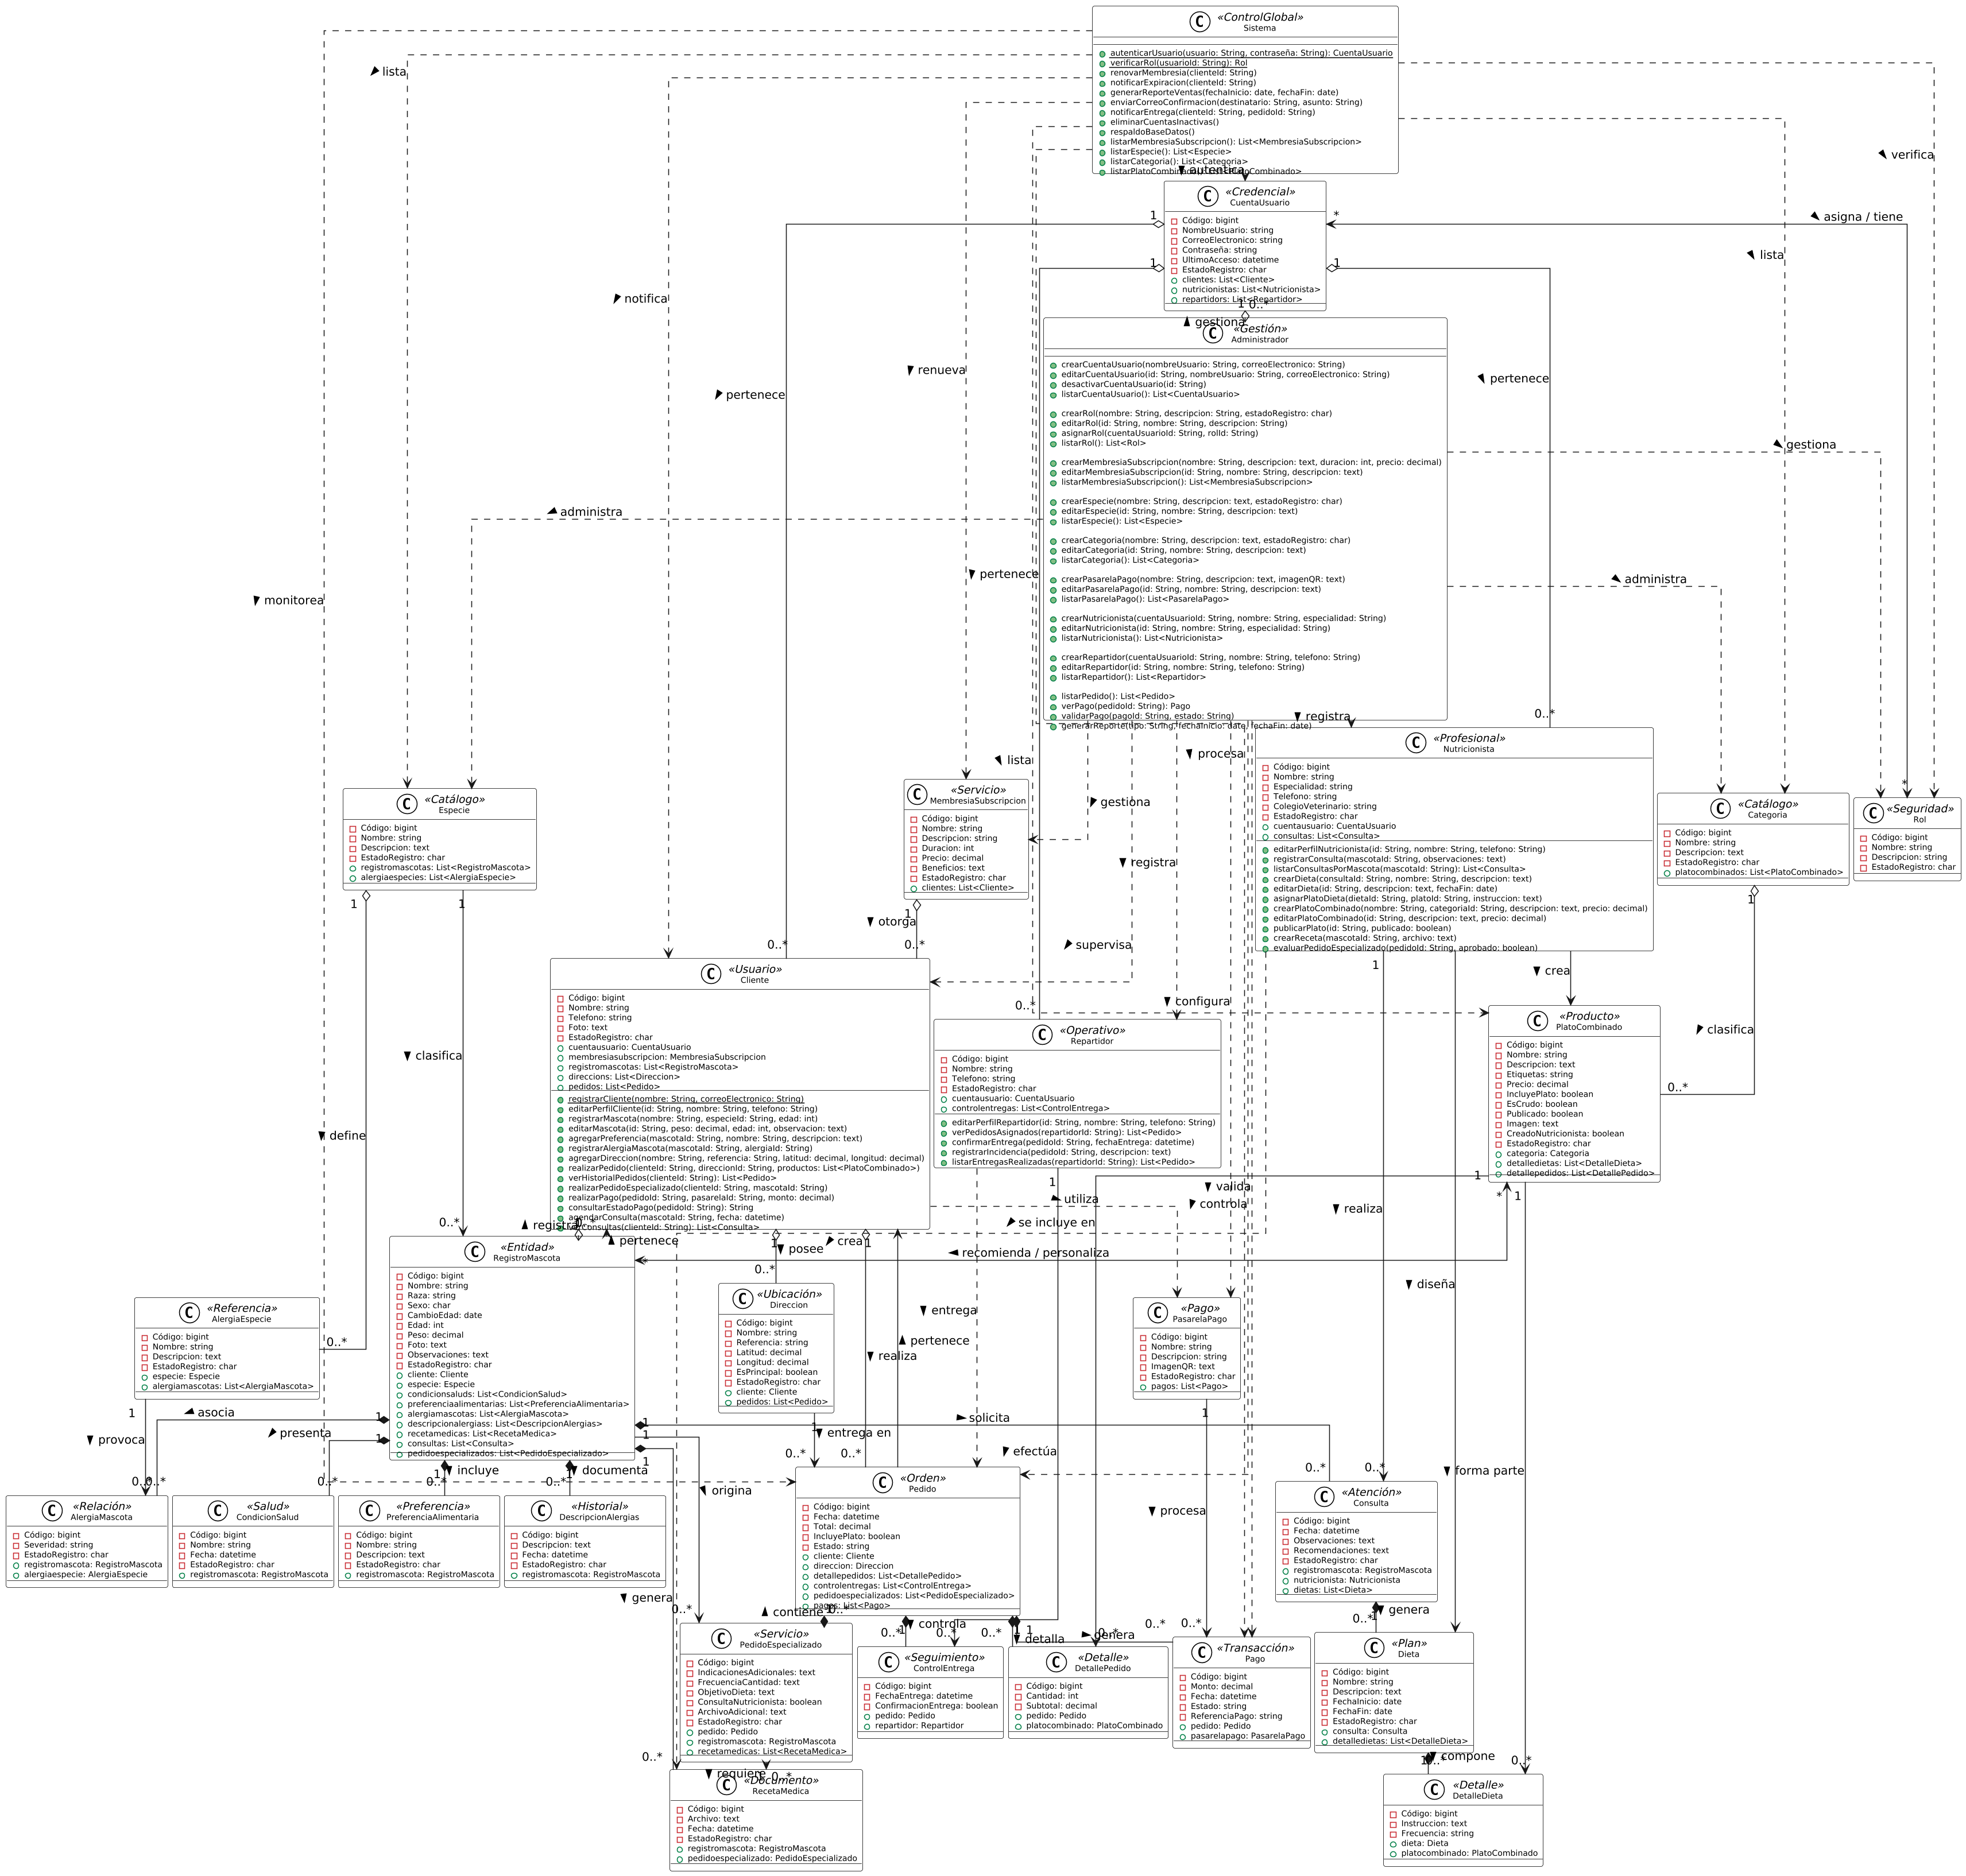 «ControlGlobal»
Sistema
autenticarUsuario(usuario: String, contraseña: String): CuentaUsuario
verificarRol(usuarioId: String): Rol
renovarMembresia(clienteId: String)
notificarExpiracion(clienteId: String)
generarReporteVentas(fechaInicio: date, fechaFin: date)
enviarCorreoConfirmacion(destinatario: String, asunto: String)
notificarEntrega(clienteId: String, pedidoId: String)
eliminarCuentasInactivas()
respaldoBaseDatos()
listarMembresiaSubscripcion(): List<MembresiaSubscripcion>
listarEspecie(): List<Especie>
listarCategoria(): List<Categoria>
listarPlatoCombinado(): List<PlatoCombinado>
lista
verifica
autentica
«Credencial»
CuentaUsuario
Código: bigint
NombreUsuario: string
CorreoElectronico: string
Contraseña: string
UltimoAcceso: datetime
EstadoRegistro: char
clientes: List<Cliente>
nutricionistas: List<Nutricionista>
repartidors: List<Repartidor>
1
1
1
*
asigna / tiene
lista
notifica
1 0..*
gestiona
«Gestión»
Administrador
crearCuentaUsuario(nombreUsuario: String, correoElectronico: String)
editarCuentaUsuario(id: String, nombreUsuario: String, correoElectronico: String)
desactivarCuentaUsuario(id: String)
listarCuentaUsuario(): List<CuentaUsuario>
crearRol(nombre: String, descripcion: String, estadoRegistro: char)
editarRol(id: String, nombre: String, descripcion: String)
asignarRol(cuentaUsuarioId: String, rolId: String)
listarRol(): List<Rol>
crearMembresiaSubscripcion(nombre: String, descripcion: text, duracion: int, precio: decimal)
editarMembresiaSubscripcion(id: String, nombre: String, descripcion: text)
listarMembresiaSubscripcion(): List<MembresiaSubscripcion>
crearEspecie(nombre: String, descripcion: text, estadoRegistro: char)
editarEspecie(id: String, nombre: String, descripcion: text)
listarEspecie(): List<Especie>
crearCategoria(nombre: String, descripcion: text, estadoRegistro: char)
editarCategoria(id: String, nombre: String, descripcion: text)
listarCategoria(): List<Categoria>
crearPasarelaPago(nombre: String, descripcion: text, imagenQR: text)
editarPasarelaPago(id: String, nombre: String, descripcion: text)
listarPasarelaPago(): List<PasarelaPago>
crearNutricionista(cuentaUsuarioId: String, nombre: String, especialidad: String)
editarNutricionista(id: String, nombre: String, especialidad: String)
listarNutricionista(): List<Nutricionista>
crearRepartidor(cuentaUsuarioId: String, nombre: String, telefono: String)
editarRepartidor(id: String, nombre: String, telefono: String)
listarRepartidor(): List<Repartidor>
listarPedido(): List<Pedido>
verPago(pedidoId: String): Pago
validarPago(pagoId: String, estado: String)
generarReporte(tipo: String, fechaInicio: date, fechaFin: date)
renueva
pertenece
pertenece
gestiona
administra
pertenece
administra
monitorea
registra
0..*
procesa
lista
«Profesional»
Nutricionista
Código: bigint
Nombre: string
Especialidad: string
Telefono: string
ColegioVeterinario: string
EstadoRegistro: char
cuentausuario: CuentaUsuario
consultas: List<Consulta>
editarPerfilNutricionista(id: String, nombre: String, telefono: String)
registrarConsulta(mascotaId: String, observaciones: text)
listarConsultasPorMascota(mascotaId: String): List<Consulta>
crearDieta(consultaId: String, nombre: String, descripcion: text)
editarDieta(id: String, descripcion: text, fechaFin: date)
asignarPlatoDieta(dietaId: String, platoId: String, instruccion: text)
crearPlatoCombinado(nombre: String, categoriaId: String, descripcion: text, precio: decimal)
editarPlatoCombinado(id: String, descripcion: text, precio: decimal)
publicarPlato(id: String, publicado: boolean)
crearReceta(mascotaId: String, archivo: text)
evaluarPedidoEspecializado(pedidoId: String, aprobado: boolean)
«Catálogo»
Especie
Código: bigint
Nombre: string
Descripcion: text
EstadoRegistro: char
registromascotas: List<RegistroMascota>
alergiaespecies: List<AlergiaEspecie>
«Servicio»
MembresiaSubscripcion
Código: bigint
Nombre: string
Descripcion: string
Duracion: int
Precio: decimal
Beneficios: text
EstadoRegistro: char
clientes: List<Cliente>
gestiona
registra
«Catálogo»
Categoria
Código: bigint
Nombre: string
Descripcion: text
EstadoRegistro: char
platocombinados: List<PlatoCombinado>
*
«Seguridad»
Rol
Código: bigint
Nombre: string
Descripcion: string
EstadoRegistro: char
1
1
1
1
otorga
0..*
0..*
supervisa
1
crea
configura
0..*
«Usuario»
Cliente
Código: bigint
Nombre: string
Telefono: string
Foto: text
EstadoRegistro: char
cuentausuario: CuentaUsuario
membresiasubscripcion: MembresiaSubscripcion
registromascotas: List<RegistroMascota>
direccions: List<Direccion>
pedidos: List<Pedido>
registrarCliente(nombre: String, correoElectronico: String)
editarPerfilCliente(id: String, nombre: String, telefono: String)
registrarMascota(nombre: String, especieId: String, edad: int)
editarMascota(id: String, peso: decimal, edad: int, observacion: text)
agregarPreferencia(mascotaId: String, nombre: String, descripcion: text)
registrarAlergiaMascota(mascotaId: String, alergiaId: String)
agregarDireccion(nombre: String, referencia: String, latitud: decimal, longitud: decimal)
realizarPedido(clienteId: String, direccionId: String, productos: List<PlatoCombinado>)
verHistorialPedidos(clienteId: String): List<Pedido>
realizarPedidoEspecializado(clienteId: String, mascotaId: String)
realizarPago(pedidoId: String, pasarelaId: String, monto: decimal)
consultarEstadoPago(pedidoId: String): String
agendarConsulta(mascotaId: String, fecha: datetime)
«Operativo»
Repartidor
Código: bigint
Nombre: string
Telefono: string
EstadoRegistro: char
cuentausuario: CuentaUsuario
controlentregas: List<ControlEntrega>
editarPerfilRepartidor(id: String, nombre: String, telefono: String)
verPedidosAsignados(repartidorId: String): List<Pedido>
confirmarEntrega(pedidoId: String, fechaEntrega: datetime)
registrarIncidencia(pedidoId: String, descripcion: text)
listarEntregasRealizadas(repartidorId: String): List<Pedido>
«Producto»
PlatoCombinado
Código: bigint
Nombre: string
Descripcion: text
Etiquetas: string
Precio: decimal
IncluyePlato: boolean
EsCrudo: boolean
Publicado: boolean
Imagen: text
CreadoNutricionista: boolean
EstadoRegistro: char
categoria: Categoria
detalledietas: List<DetalleDieta>
detallepedidos: List<DetallePedido>
clasifica
0..*
clasifica
define
1
1
*
1
valida
controla
utiliza
realiza
0..*
registra
0..*
pertenece
1
posee
crea
1
se incluye en
recomienda / personaliza
0..*
diseña
«Entidad»
RegistroMascota
Código: bigint
Nombre: string
Raza: string
Sexo: char
CambioEdad: date
Edad: int
Peso: decimal
Foto: text
Observaciones: text
EstadoRegistro: char
cliente: Cliente
especie: Especie
condicionsaluds: List<CondicionSalud>
preferenciaalimentarias: List<PreferenciaAlimentaria>
alergiamascotas: List<AlergiaMascota>
descripcionalergiass: List<DescripcionAlergias>
recetamedicas: List<RecetaMedica>
consultas: List<Consulta>
pedidoespecializados: List<PedidoEspecializado>
«Referencia»
AlergiaEspecie
Código: bigint
Nombre: string
Descripcion: text
EstadoRegistro: char
especie: Especie
alergiamascotas: List<AlergiaMascota>
0..*
«Ubicación»
Direccion
Código: bigint
Nombre: string
Referencia: string
Latitud: decimal
Longitud: decimal
EsPrincipal: boolean
EstadoRegistro: char
cliente: Cliente
pedidos: List<Pedido>
entrega
pertenece
realiza
«Pago»
PasarelaPago
Código: bigint
Nombre: string
Descripcion: string
ImagenQR: text
EstadoRegistro: char
pagos: List<Pago>
1
asocia
1
provoca
presenta
1
1
1
1
solicita
1
entrega en
1
0..*
0..*
efectúa
0..*
0..*
forma parte
0..*
0..*
1
incluye
0..*
1
documenta
0..*
origina
procesa
«Relación»
AlergiaMascota
Código: bigint
Severidad: string
EstadoRegistro: char
registromascota: RegistroMascota
alergiaespecie: AlergiaEspecie
«Salud»
CondicionSalud
Código: bigint
Nombre: string
Fecha: datetime
EstadoRegistro: char
registromascota: RegistroMascota
«Preferencia»
PreferenciaAlimentaria
Código: bigint
Nombre: string
Descripcion: text
EstadoRegistro: char
registromascota: RegistroMascota
«Historial»
DescripcionAlergias
Código: bigint
Descripcion: text
Fecha: datetime
EstadoRegistro: char
registromascota: RegistroMascota
«Orden»
Pedido
Código: bigint
Fecha: datetime
Total: decimal
IncluyePlato: boolean
Estado: string
cliente: Cliente
direccion: Direccion
detallepedidos: List<DetallePedido>
controlentregas: List<ControlEntrega>
pedidoespecializados: List<PedidoEspecializado>
pagos: List<Pago>
«Atención»
Consulta
Código: bigint
Fecha: datetime
Observaciones: text
Recomendaciones: text
EstadoRegistro: char
registromascota: RegistroMascota
nutricionista: Nutricionista
dietas: List<Dieta>
genera
0..*
contiene
1
controla
0..*
0..*
0..*
1
detalla
1
genera
0..*
0..*
0..*
0..*
1
genera
«Servicio»
PedidoEspecializado
Código: bigint
IndicacionesAdicionales: text
FrecuenciaCantidad: text
ObjetivoDieta: text
ConsultaNutricionista: boolean
ArchivoAdicional: text
EstadoRegistro: char
pedido: Pedido
registromascota: RegistroMascota
recetamedicas: List<RecetaMedica>
«Seguimiento»
ControlEntrega
Código: bigint
FechaEntrega: datetime
ConfirmacionEntrega: boolean
pedido: Pedido
repartidor: Repartidor
«Detalle»
DetallePedido
Código: bigint
Cantidad: int
Subtotal: decimal
pedido: Pedido
platocombinado: PlatoCombinado
«Transacción»
Pago
Código: bigint
Monto: decimal
Fecha: datetime
Estado: string
ReferenciaPago: string
pedido: Pedido
pasarelapago: PasarelaPago
«Plan»
Dieta
Código: bigint
Nombre: string
Descripcion: text
FechaInicio: date
FechaFin: date
EstadoRegistro: char
consulta: Consulta
detalledietas: List<DetalleDieta>
0..*
requiere
0..*
compone
0..*
«Documento»
RecetaMedica
Código: bigint
Archivo: text
Fecha: datetime
EstadoRegistro: char
registromascota: RegistroMascota
pedidoespecializado: PedidoEspecializado
«Detalle»
DetalleDieta
Código: bigint
Instruccion: text
Frecuencia: string
dieta: Dieta
platocombinado: PlatoCombinado